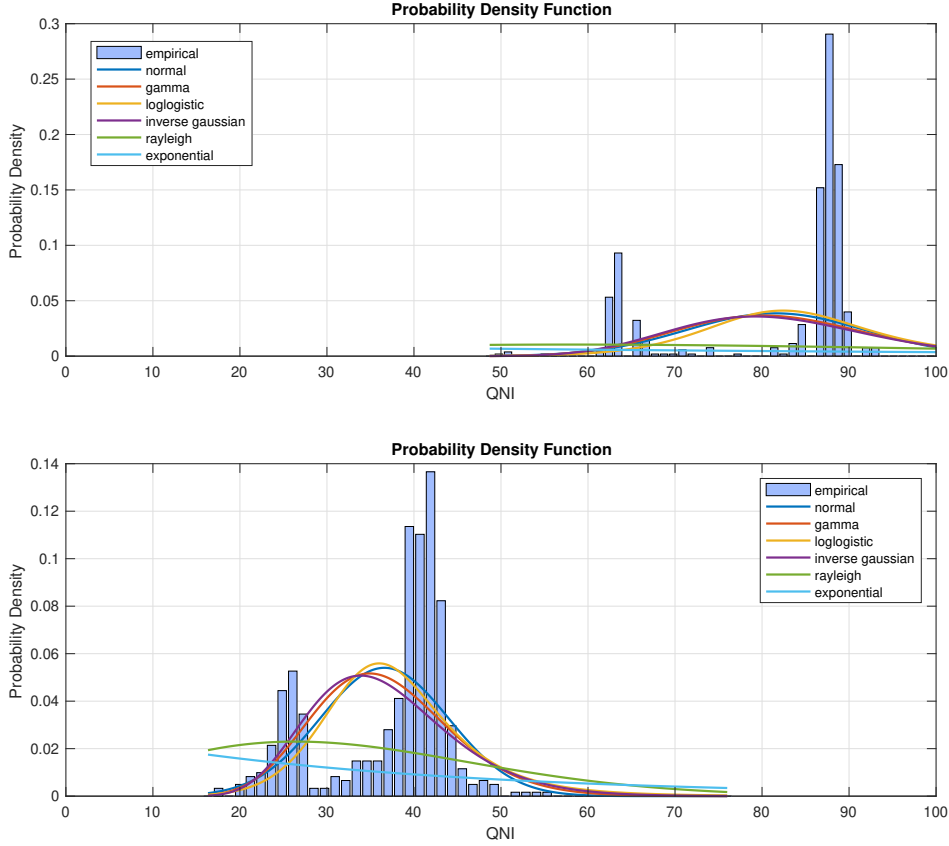 Probability Density Function
0.3
0.25
0.2
0.15
0.1
0.05
0
Probability Density
empirical
normal
gamma
loglogistic
inverse gaussian
rayleigh
exponential
0 10 20 30 40 50 60 70 80 90 100
QNI
Probability Density Function
0.14
0.12
0.1
0.08
0.06
0.04
0.02
0
Probability Density
empirical
normal
gamma
loglogistic
inverse gaussian
rayleigh
exponential
0 10 20 30 40 50 60 70 80 90 100
QNI